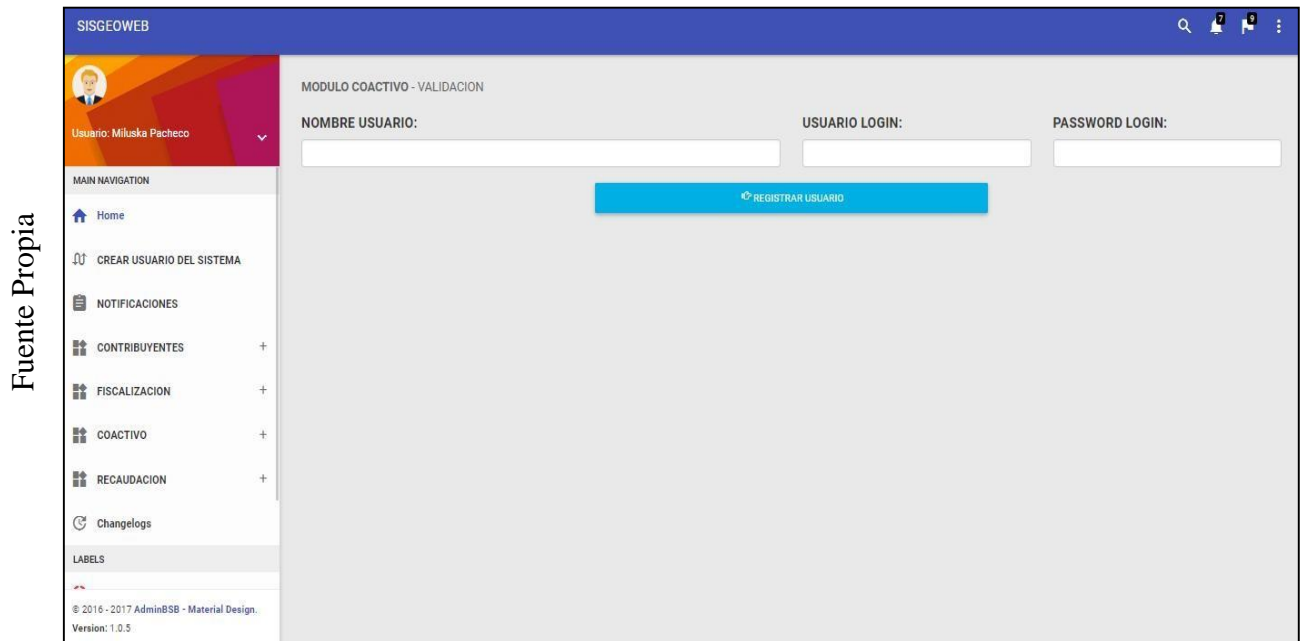 Fuente Propia
SISGEOWEB
7
9
Usuario: Miluska Pacheco
MAIN NAVIGATION
Home
CREAR USUARIO DEL SISTEMA
NOTIFICACIONES
CONTRIBUYENTES +
FISCALIZACION +
COACTIVO +
RECAUDACION +
Changelogs
LABELS
© 2016 - 2017 AdminBSB - Material Design.
Version: 1.0.5
MODULO COACTIVO - VALIDACION
NOMBRE USUARIO:
USUARIO LOGIN:
PASSWORD LOGIN:
REGISTRAR USUARIO